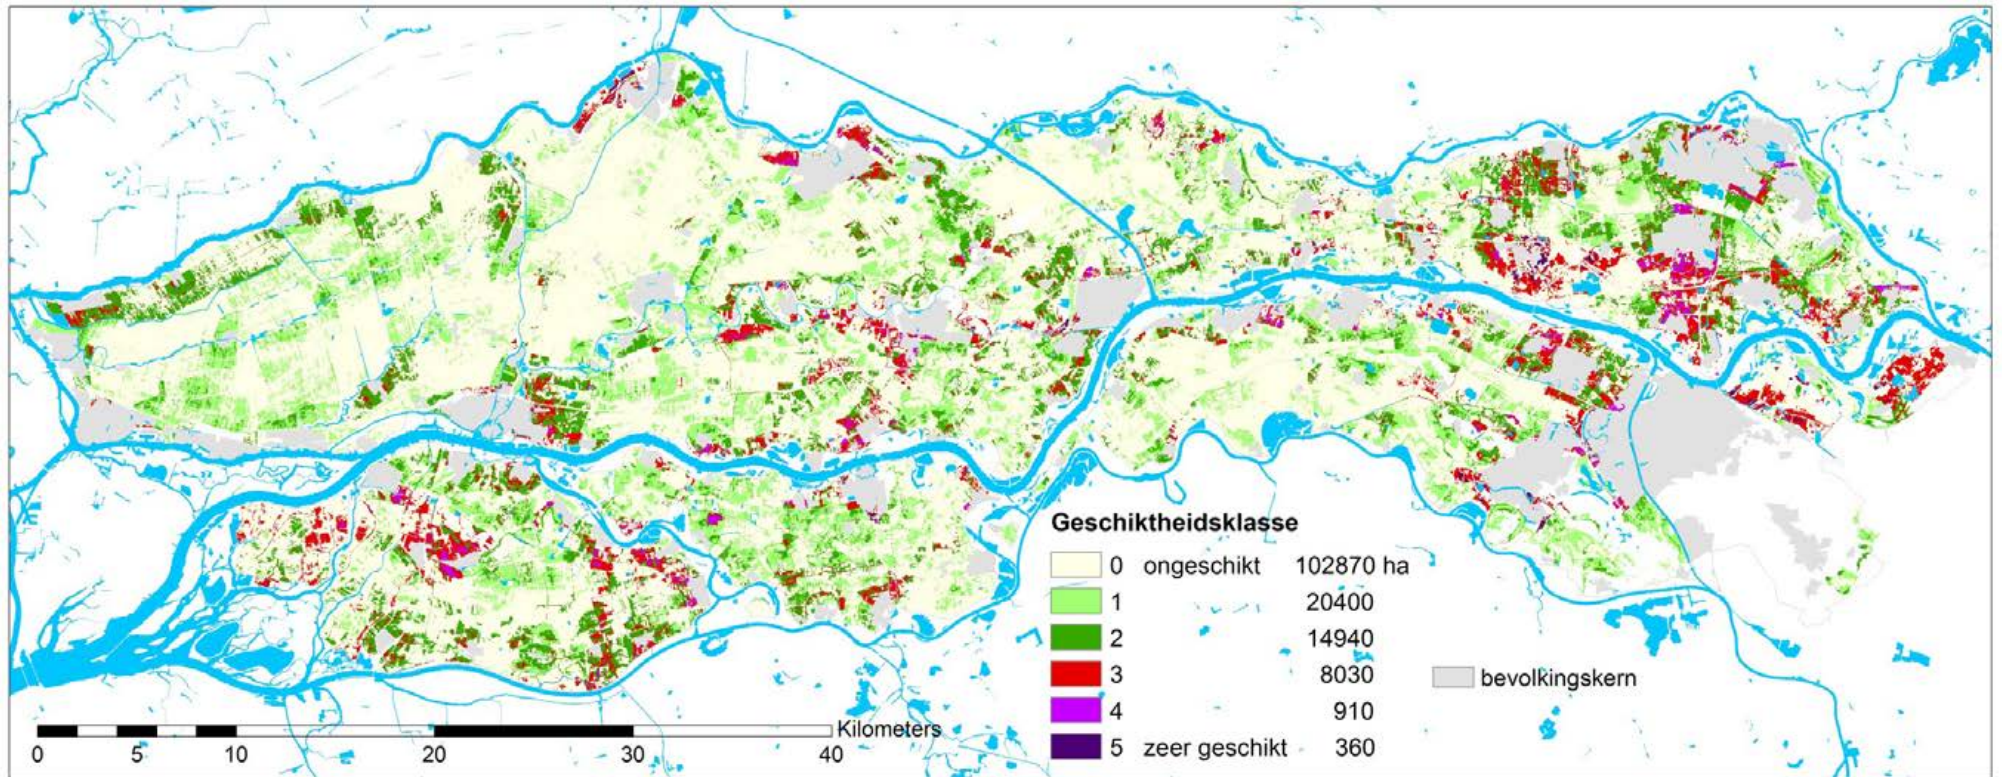 Geschiktheidsklasse
0 ongeschikt 102870 ha
1 20400
2 14940
3 8030
4 910
5 zeer geschikt 360
bevolkingskern
Kilometers
0 5 10 20 30 40